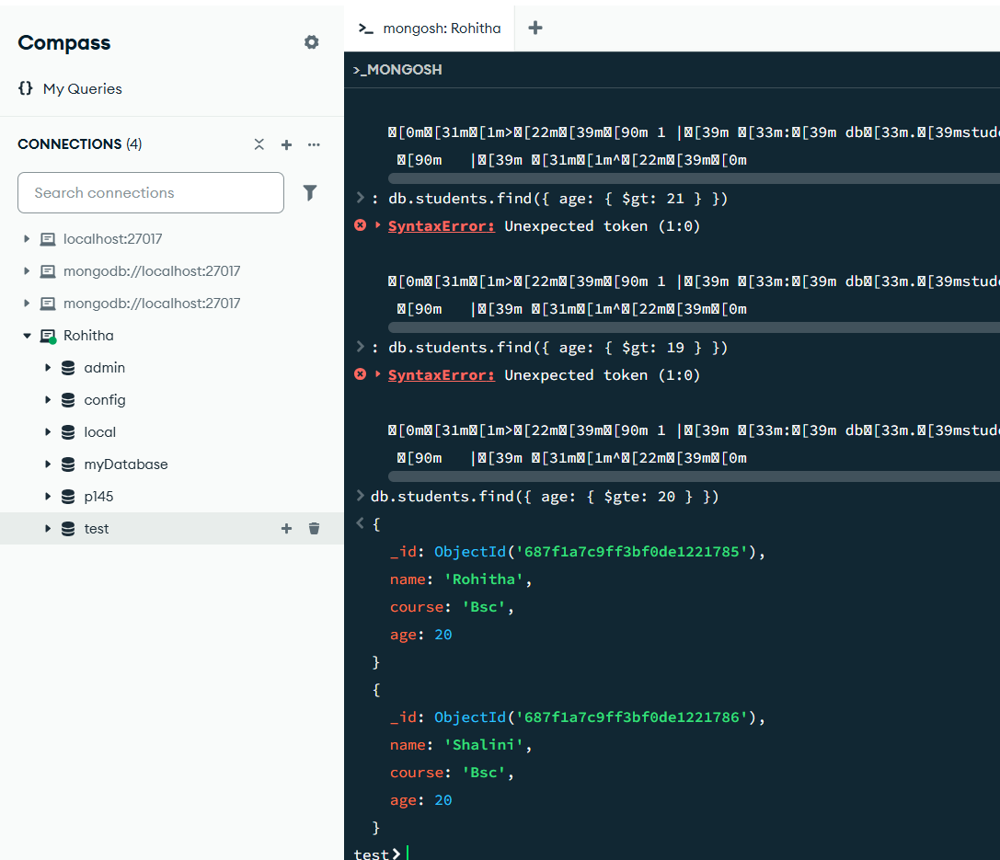 Compass
My Queries
CONNECTIONS (4)
Search connections
localhost:27017
mongodb://localhost:27017
mongodb://localhost:27017
Rohitha
admin
config
local
myDatabase
p145
test
mongosh: Rohitha
>_MONGOSH
�[0m�[31m�[1m>�[22m�[39m�[90m 1 |�[39m �[33m:�[39m db�[33m.�[39mstude
�[90m   |�[39m �[31m�[1m^�[22m�[39m�[0m
: db.students.find({ age: { $gt: 21 } })
SyntaxError: Unexpected token (1:0)
�[0m�[31m�[1m>�[22m�[39m�[90m 1 |�[39m �[33m:�[39m db�[33m.�[39mstude
�[90m   |�[39m �[31m�[1m^�[22m�[39m�[0m
: db.students.find({ age: { $gt: 19 } })
SyntaxError: Unexpected token (1:0)
�[0m�[31m�[1m>�[22m�[39m�[90m 1 |�[39m �[33m:�[39m db�[33m.�[39mstude
�[90m   |�[39m �[31m�[1m^�[22m�[39m�[0m
> db.students.find({ age: { $gte: 20 } })
< {
_id: ObjectId('687f1a7c9ff3bf0de1221785'),
name: 'Rohitha',
course: 'Bsc',
age: 20
}
{
_id: ObjectId('687f1a7c9ff3bf0de1221786'),
name: 'Shalini',
course: 'Bsc',
age: 20
}
test>